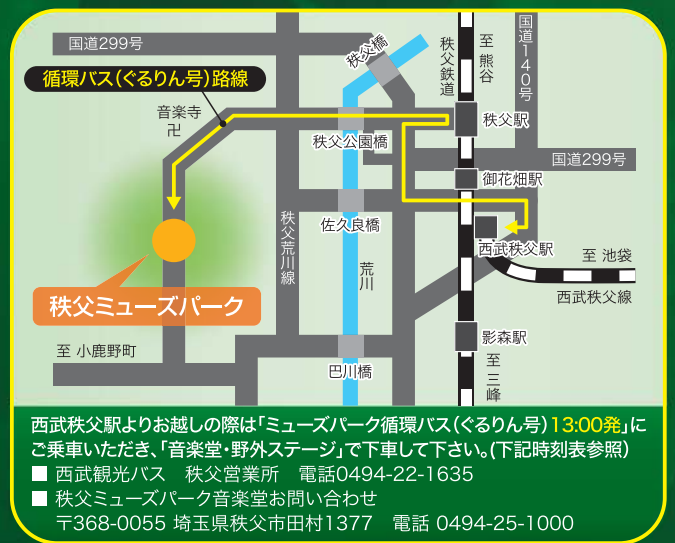 国道299号
秩父橋
秩父鉄道
至 熊谷
国道140号
循環バス（ぐるりん号）路線
音楽寺
卍
秩父駅
秩父公園橋
国道299号
御花畑駅
秩父荒川線
佐久良橋
西武秩父駅
至 池袋
荒川
西武秩父線
秩父ミューズパーク
影森駅
至 小鹿野町
巴川橋
至 三峰
西武秩父駅よりお越しの際は「ミューズパーク循環バス（ぐるりん号）13:00発」に
ご乗車いただき、「音楽堂・野外ステージ」で下車して下さい。(下記時刻表参照)
■ 西武観光バス　秩父営業所　電話0494-22-1635
■ 秩父ミューズパーク音楽堂お問い合わせ
〒368-0055 埼玉県秩父市田村1377　電話 0494-25-1000